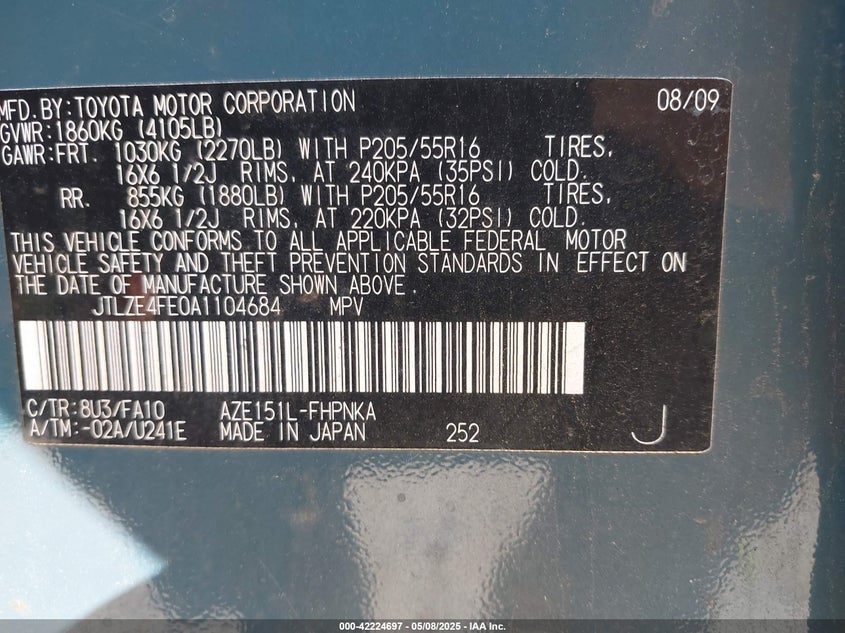 MFD.BY:TOYOTA MOTOR CORPORATION 08/09
GVWR:1860KG (4105LB)
GAWR:FRT. 1030KG (2270LB) WITH P205/55R16 TIRES,
16X6 1/2J RIMS, AT 240KPA (35PSI) COLD.
RR. 855KG (1880LB) WITH P205/55R16 TIRES,
16X6 1/2J RIMS, AT 220KPA (32PSI) COLD.
THIS VEHICLE CONFORMS TO ALL APPLICABLE FEDERAL MOTOR
VEHICLE SAFETY AND THEFT PREVENTION STANDARDS IN EFFECT ON
THE DATE OF MANUFACTURE SHOWN ABOVE.
JTLZE4FE0A1104684 MPV
C/TR:8U3/FA10 AZE151L-FHPNKA
A/TM:-02A/U241E MADE IN JAPAN 252 J
000-42224697 - 05/08/2025 - IAA Inc.